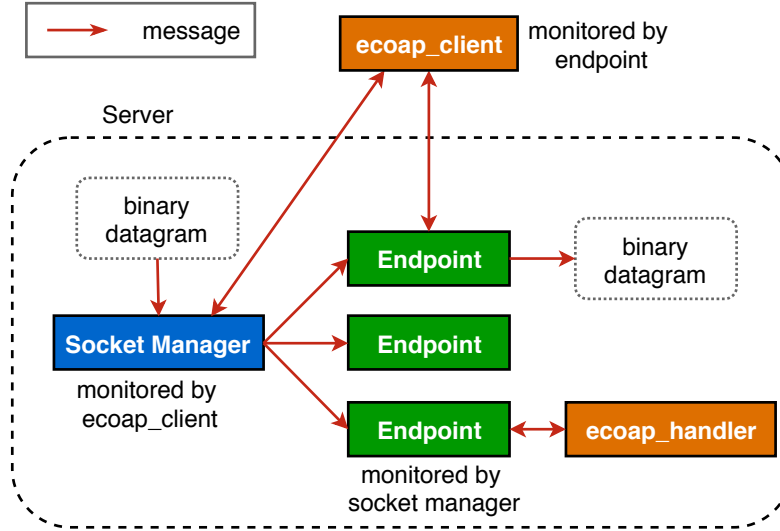 message
ecoap_client
monitored by
endpoint
Server
binary
datagram
Endpoint
binary
datagram
Socket Manager
Endpoint
monitored by
ecoap_client
Endpoint
ecoap_handler
monitored by
socket manager